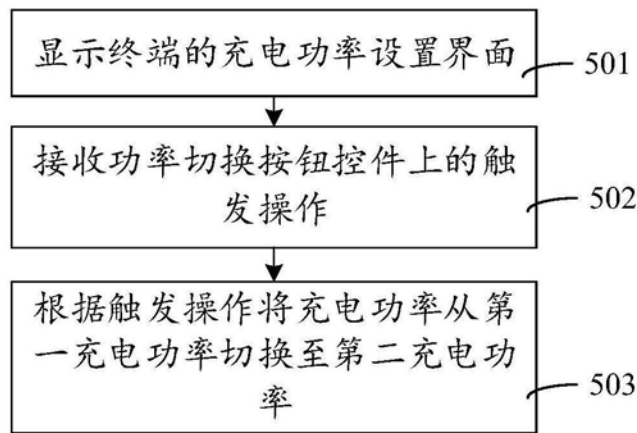 显示终端的充电功率设置界面
501
接收功率切换按钮控件上的触
发操作
502
根据触发操作将充电功率从第
一充电功率切换至第二充电功
率
503